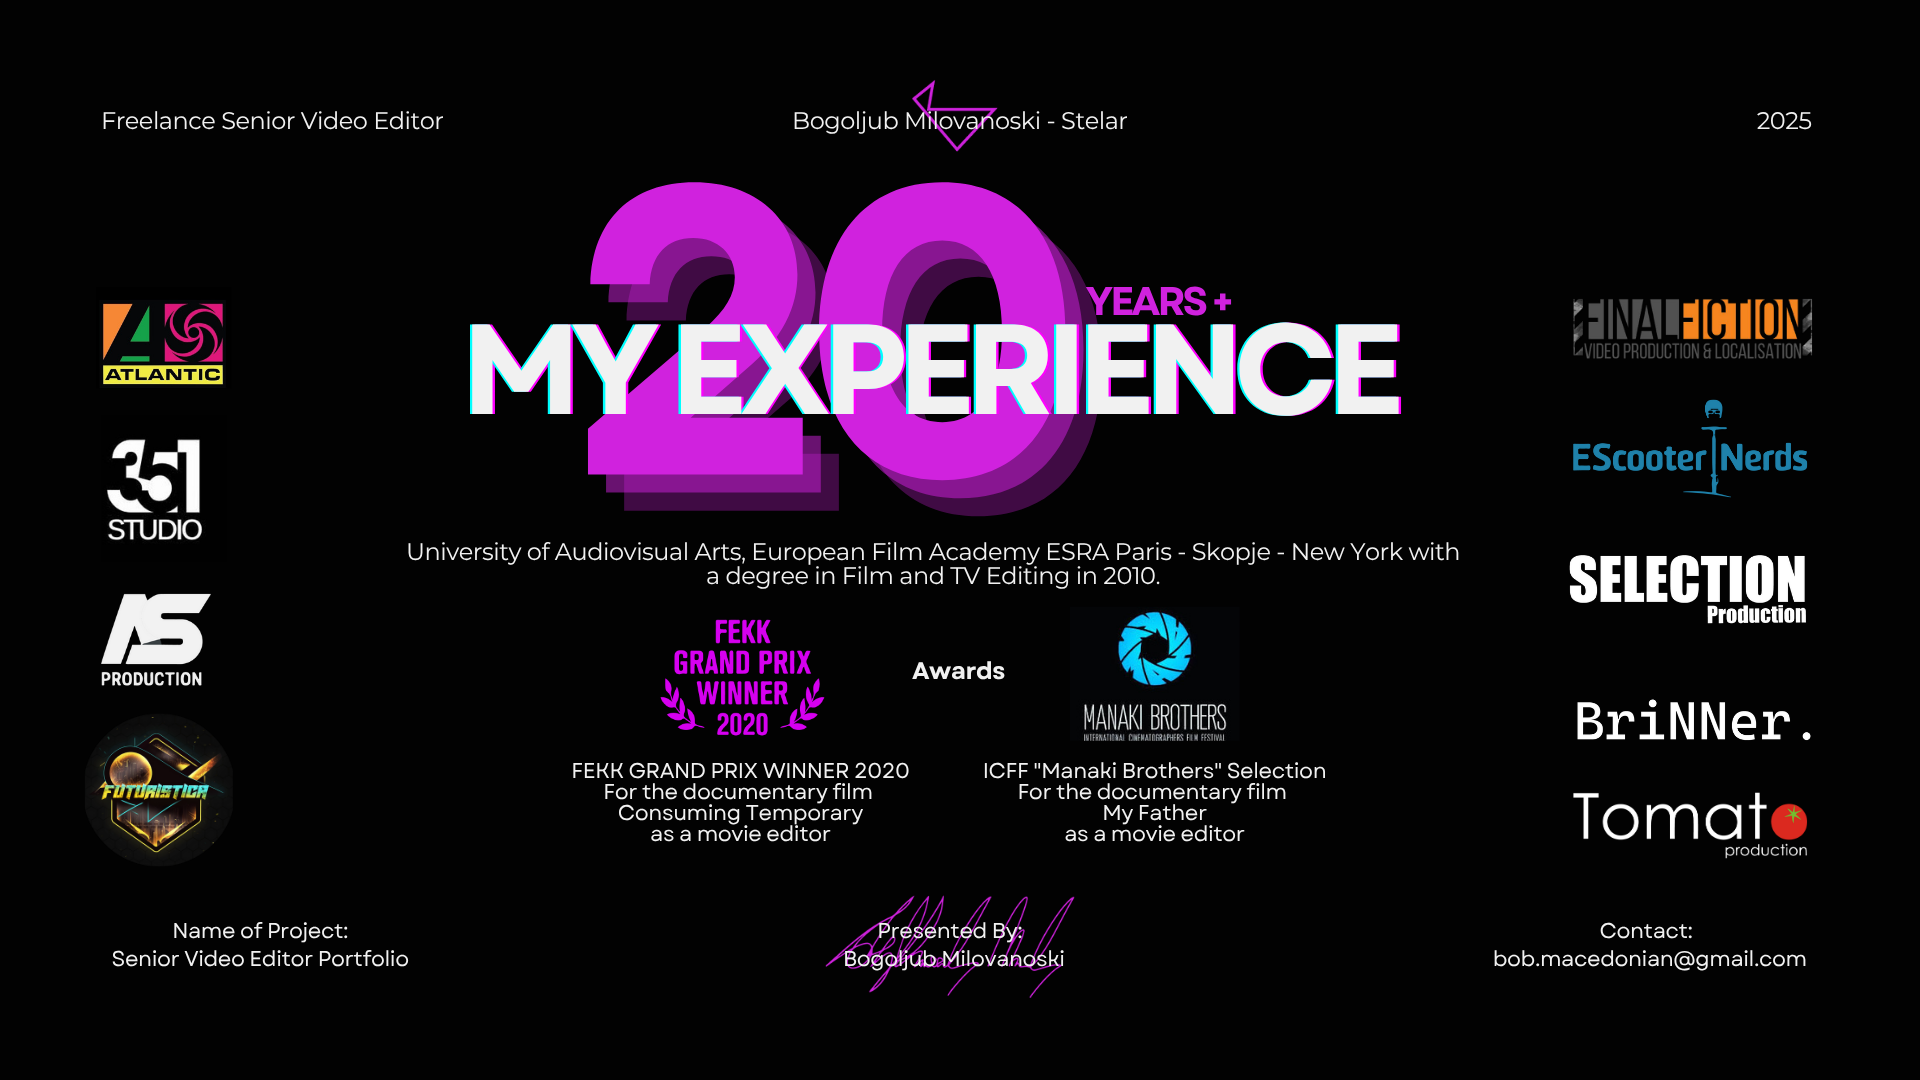 Freelance Senior Video Editor
Bogoljub Milovanoski - Stelar
2025
20
YEARS +
MY EXPERIENCE
ATLANTIC
351
STUDIO
AS
PRODUCTION
FUTURISTICA
FINALFICTION
VIDEO PRODUCTION & LOCALISATION
EScooterNerds
SELECTION
Production
BriNNer.
Tomato
production
University of Audiovisual Arts, European Film Academy ESRA Paris - Skopje - New York with
a degree in Film and TV Editing in 2010.
FEKK
GRAND PRIX
WINNER
2020
Awards
MANAKI BROTHERS
INTERNATIONAL CINEMATOGRAPHERS FILM FESTIVAL
FEKK GRAND PRIX WINNER 2020
For the documentary film
Consuming Temporary
as a movie editor
ICFF "Manaki Brothers" Selection
For the documentary film
My Father
as a movie editor
Name of Project:
Senior Video Editor Portfolio
Presented By:
Bogoljub Milovanoski
Contact:
bob.macedonian@gmail.com